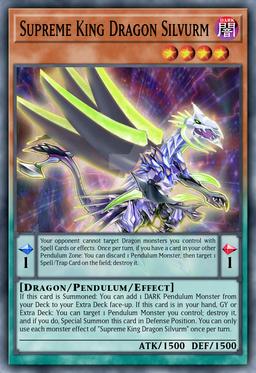 SUPREME KING DRAGON SILVURM
DARK
闇
Your opponent cannot target Dragon monsters you control with
Spell Cards or effects. Once per turn, if you have a card in your other
Pendulum Zone: You can discard 1 Pendulum Monster, then target 1
Spell/Trap Card on the field; destroy it.
1
1
[DRAGON/PENDULUM/EFFECT]
If this card is Summoned: You can add 1 DARK Pendulum Monster from
your Deck to your Extra Deck face-up. If this card is in your hand, GY or
Extra Deck: You can target 1 Pendulum Monster you control; destroy it,
and if you do, Special Summon this card in Defense Position. You can only
use each monster effect of "Supreme King Dragon Silvurm" once per turn.
ATK/1500 DEF/1500